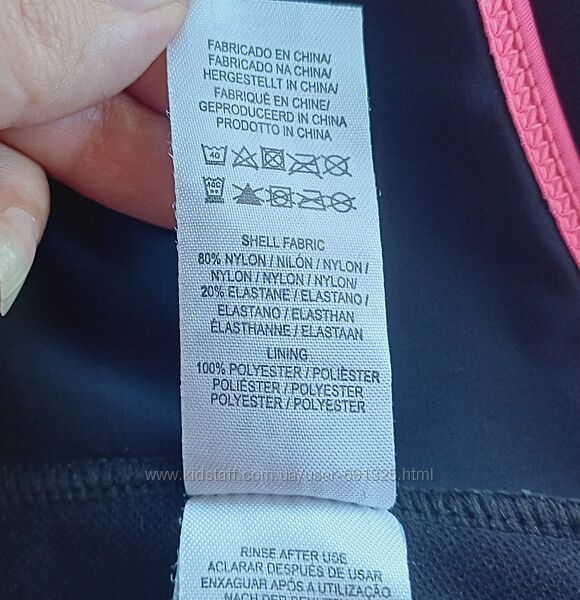 FABRICADO EN CHINA/
FABRICADO NA CHINA/
HERGESTELLT IN CHINA/
FABRIQUÉ EN CHINE/
GEPRODUCEERD IN CHINA
PRODOTTO IN CHINA
40
40C
SHELL FABRIC
80% NYLON / NILÓN / NYLON /
NYLON / NYLON / NYLON/
20% ELASTANE / ELASTANO /
ELASTANO / ELASTHAN
ÉLASTHANNE / ELASTAAN
LINING
100% POLYESTER / POLIÉSTER
POLIÉSTER / POLYESTER
POLYESTER / POLYESTER
www.kidstaff.com.ua/user-691325.html
RINSE AFTER USE
ACLARAR DESPUÉS DE USAR
ENXAGUAR APÓS A UTILIZAÇÃO